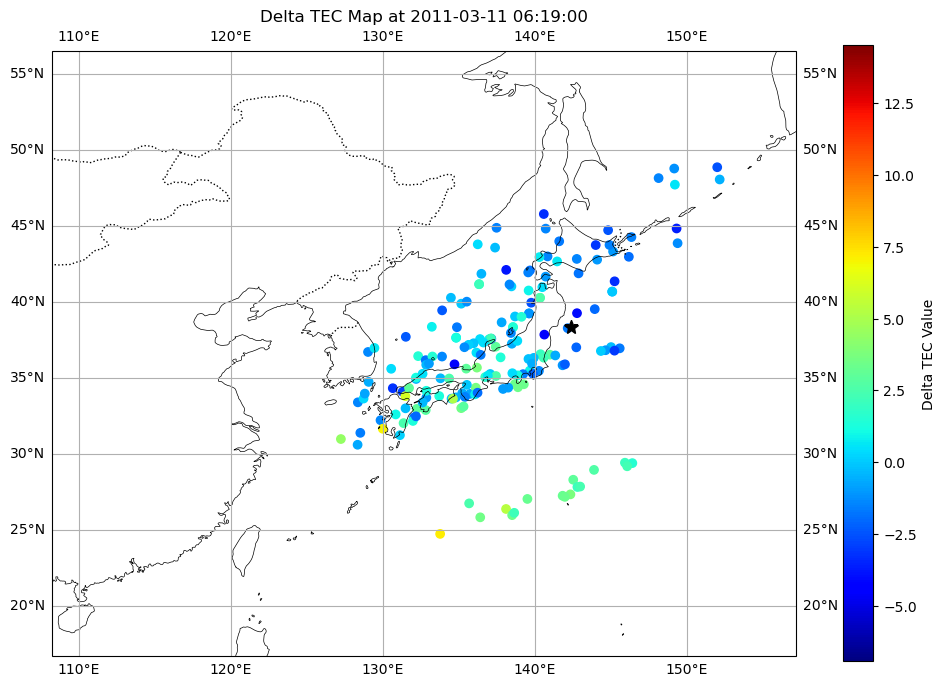 Delta TEC Map at 2011-03-11 06:19:00
110°E 120°E 130°E 140°E 150°E
55°N 55°N 12.5
50°N 50°N 10.0
45°N 45°N 7.5
40°N 40°N 5.0
35°N 35°N 2.5
30°N 30°N 0.0
25°N 25°N −2.5
20°N 20°N −5.0
Delta TEC Value
110°E 120°E 130°E 140°E 150°E